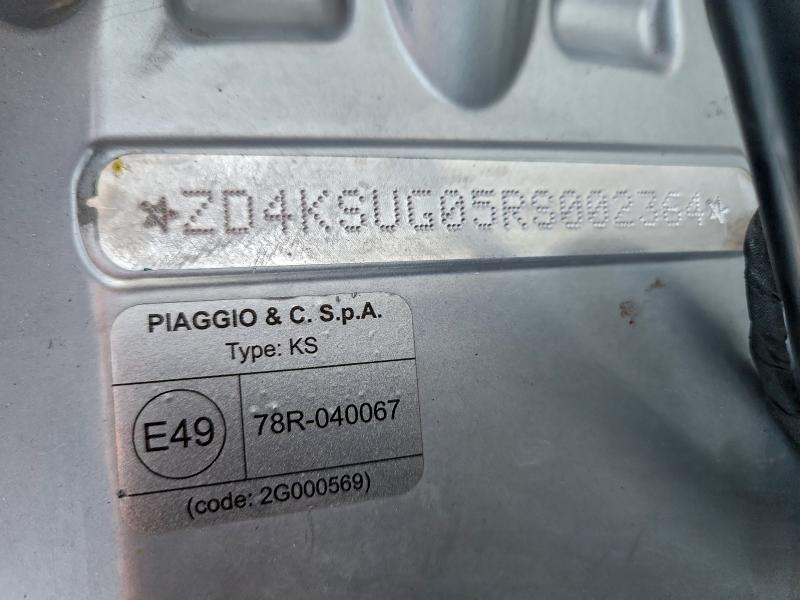 ★ZD4KSUG05RS002364★
PIAGGIO & C. S.p.A.
Type: KS
E49
78R-040067
(code: 2G000569)